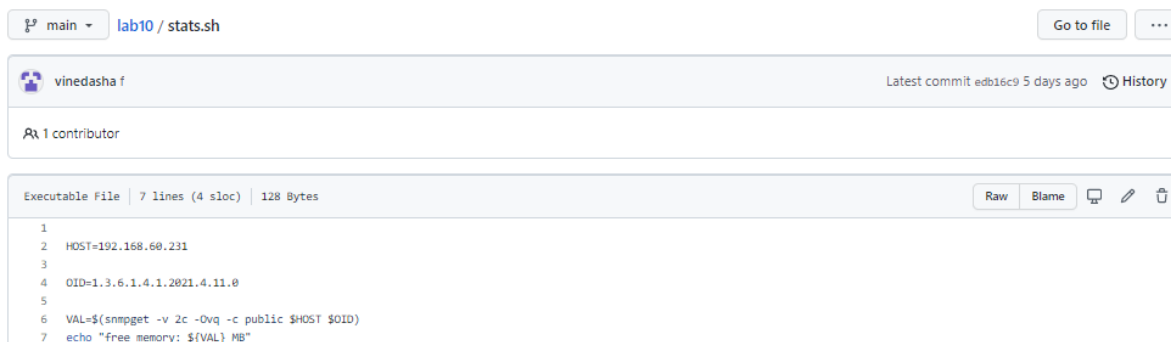 main lab10 / stats.sh Go to file ...
vinedasha f Latest commit edb16c9 5 days ago History
1 contributor
Executable File 7 lines (4 sloc) 128 Bytes Raw Blame
1
2 HOST=192.168.60.231
3
4 OID=1.3.6.1.4.1.2021.4.11.0
5
6 VAL=$(snmpget -v 2c -Ovq -c public $HOST $OID)
7 echo "free memory: ${VAL} MB"